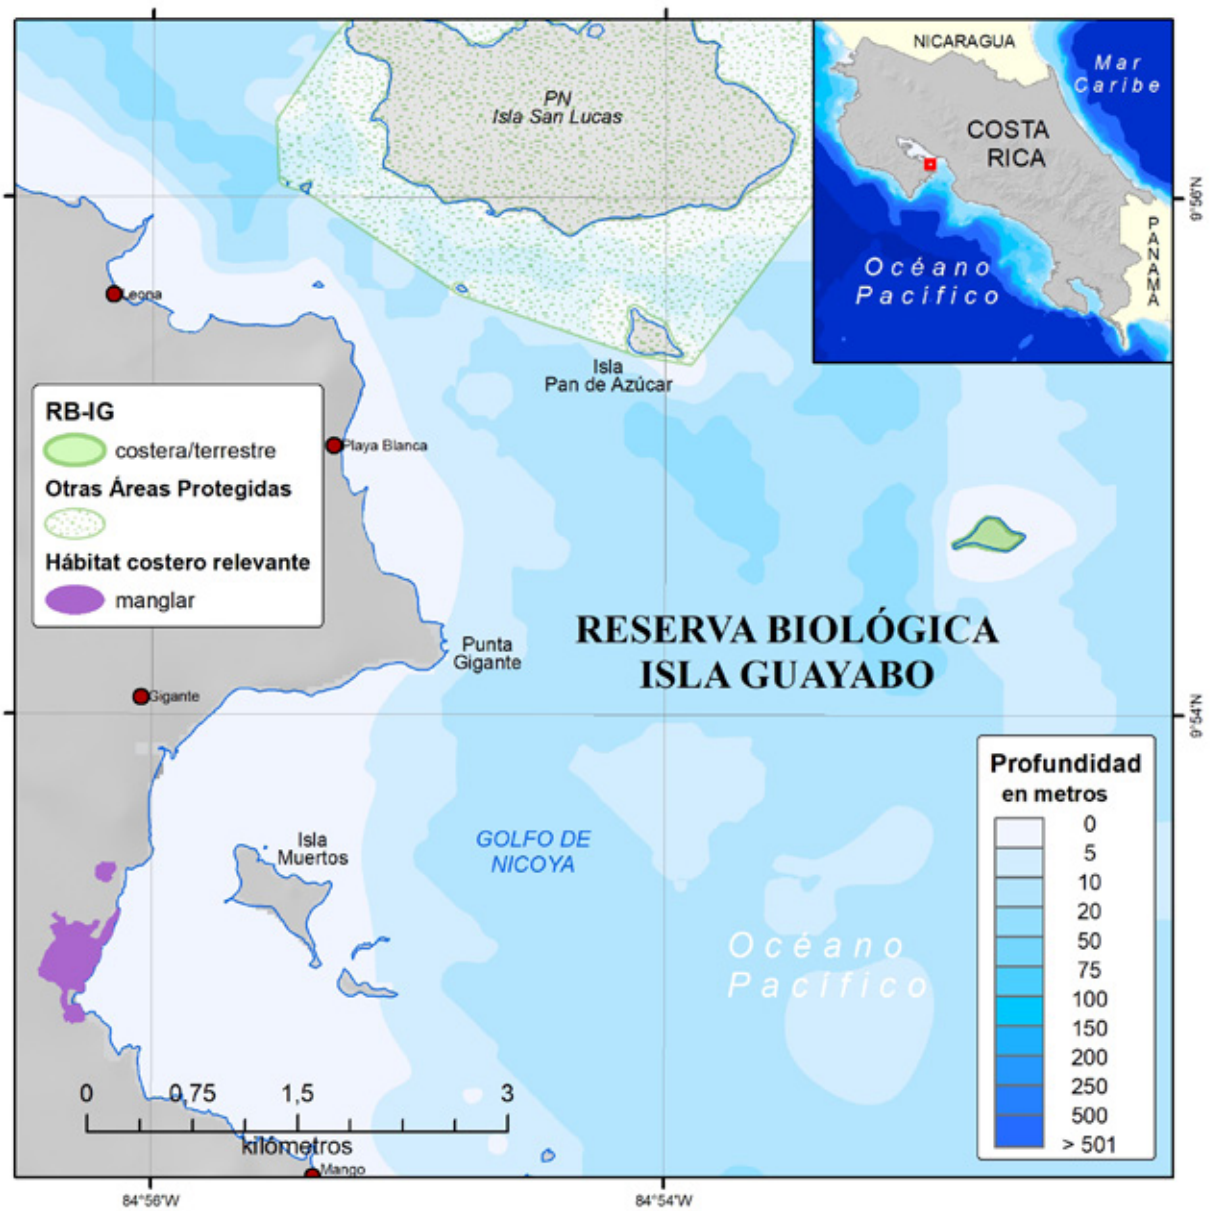 PN
Isla San Lucas
NICARAGUA
Mar
Caribe
COSTA
RICA
PANAMÁ
Océano
Pacífico
9°56'N
Leona
Isla
Pan de Azúcar
RB-IG
costera/terrestre
Otras Áreas Protegidas
Hábitat costero relevante
manglar
Playa Blanca
Punta
Gigante
RESERVA BIOLÓGICA
ISLA GUAYABO
Gigante
9°54'N
Isla
Muertos
GOLFO DE
NICOYA
Océano
Pacífico
Profundidad
en metros
0
5
10
20
50
75
100
150
200
250
500
> 501
0 0,75 1,5 3
kilómetros
Mango
84°56'W 84°54'W